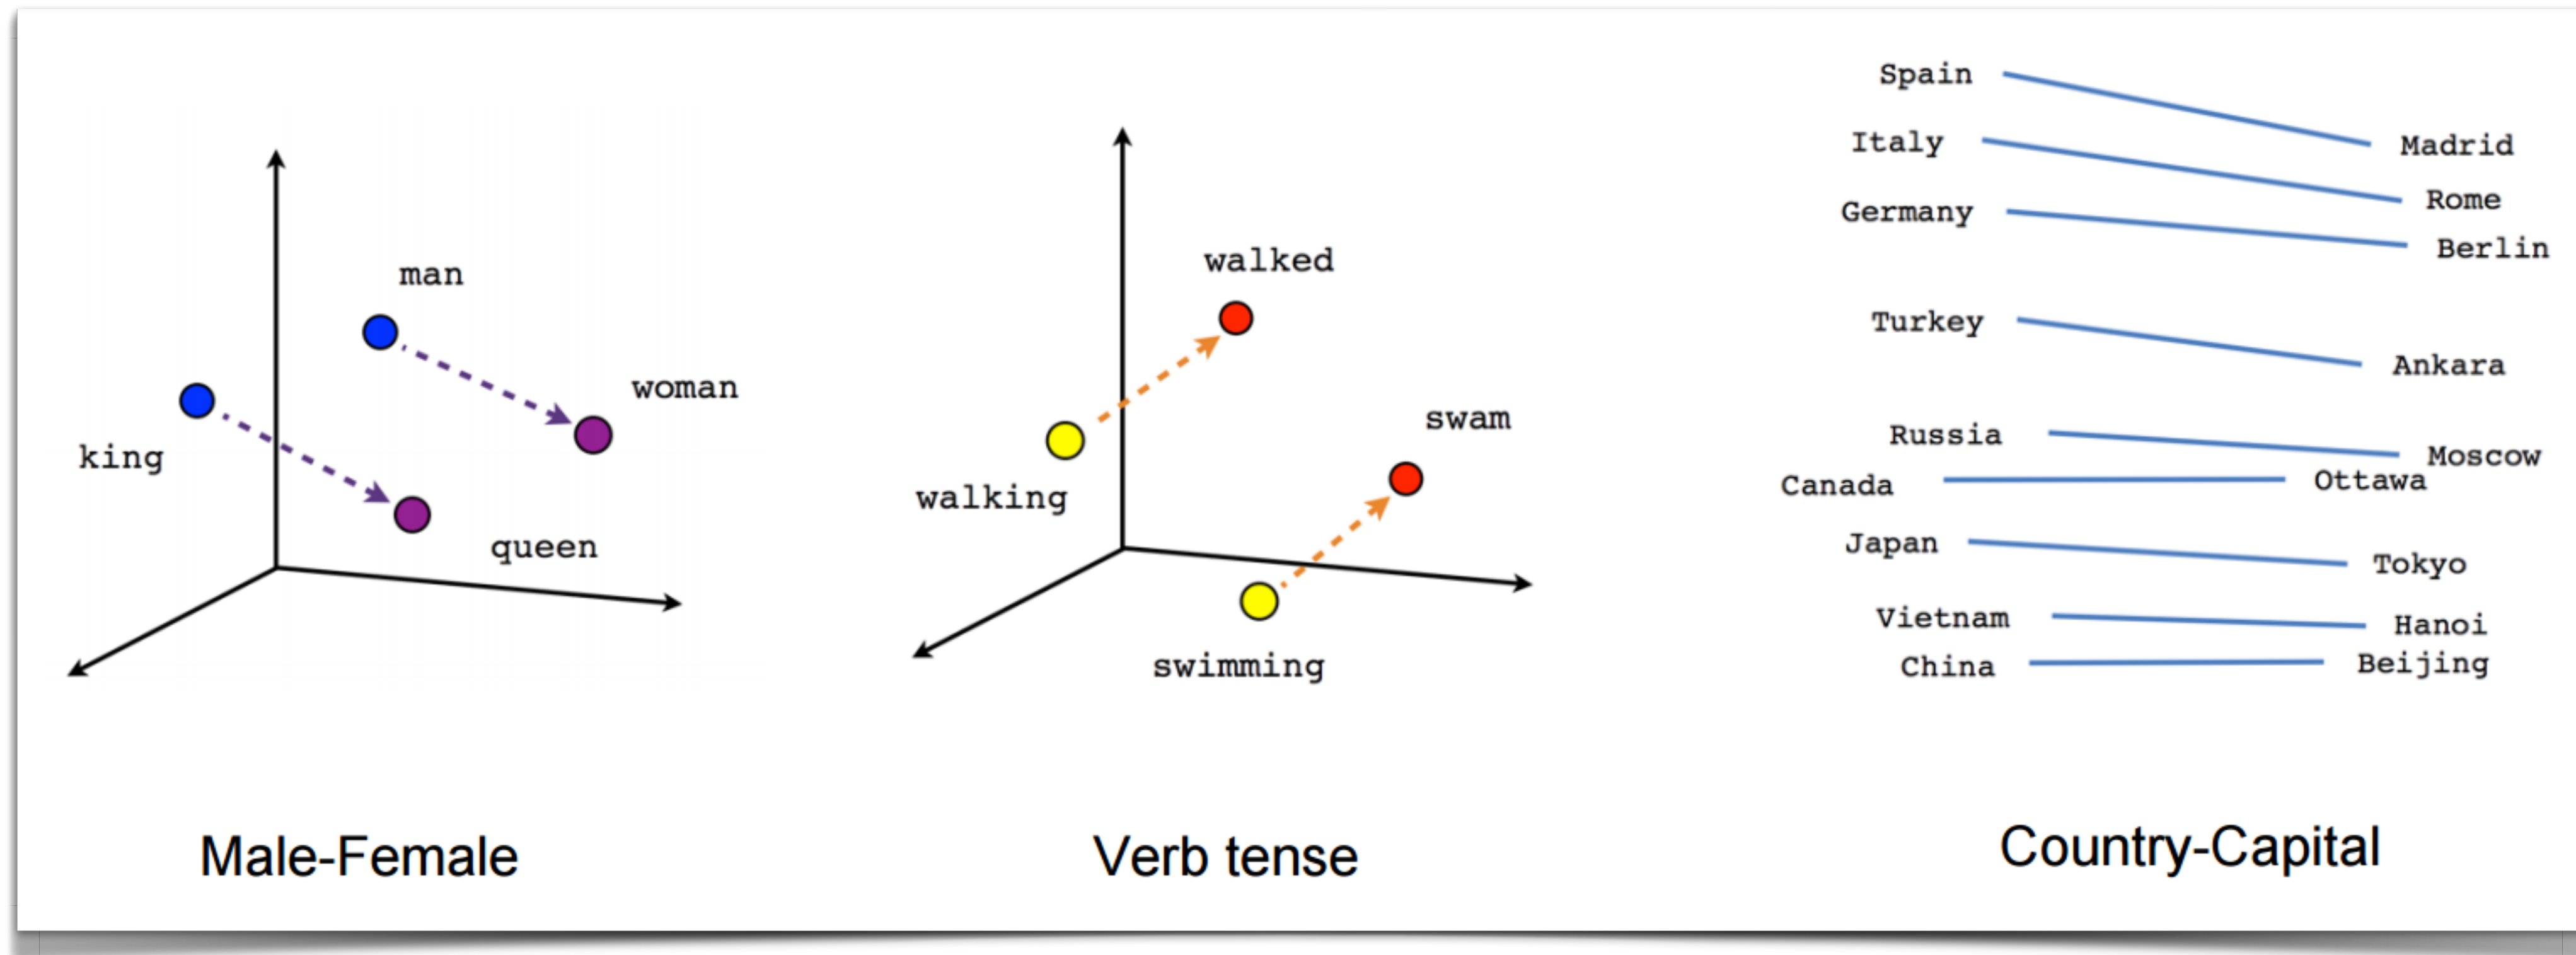 man
woman
king
queen
Male-Female
walked
walking
swam
swimming
Verb tense
Spain Madrid
Italy Rome
Germany Berlin
Turkey Ankara
Russia Moscow
Canada Ottawa
Japan Tokyo
Vietnam Hanoi
China Beijing
Country-Capital